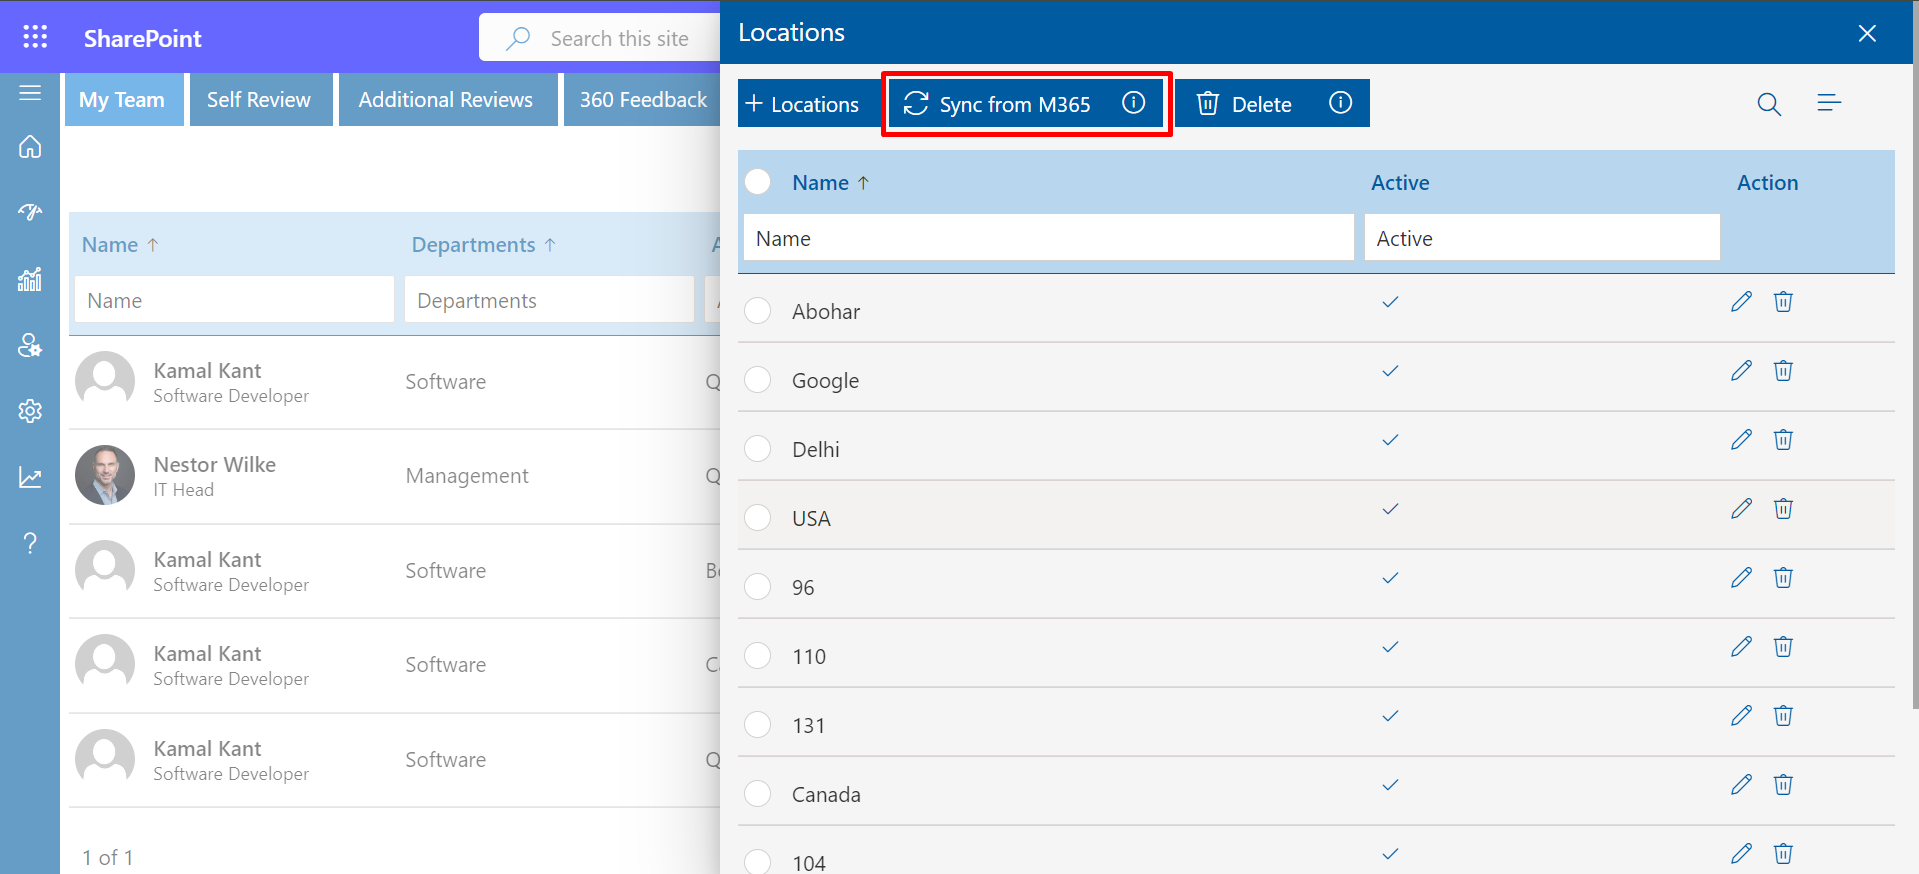 SharePoint
Search this site
My Team
Self Review
Additional Reviews
360 Feedback
Name ↑
Departments ↑
Name
Departments
Kamal Kant
Software Developer
Software
Nestor Wilke
IT Head
Management
Kamal Kant
Software Developer
Software
Kamal Kant
Software Developer
Software
Kamal Kant
Software Developer
Software
1 of 1
Locations
+ Locations
Sync from M365
Delete
Name ↑
Active
Action
Name
Active
Abohar
Google
Delhi
USA
96
110
131
Canada
104